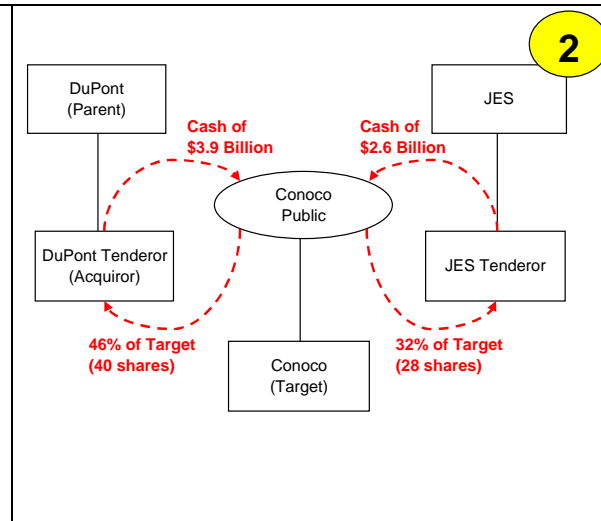 2
DuPont
(Parent)
JES
Cash of
$3.9 Billion
Cash of
$2.6 Billion
Conoco
Public
DuPont Tenderor
(Acquiror)
JES Tenderor
46% of Target
(40 shares)
32% of Target
(28 shares)
Conoco
(Target)